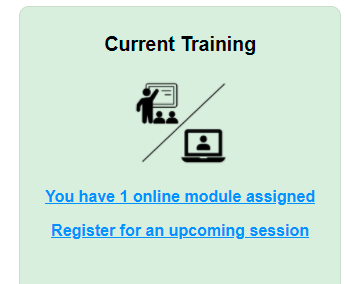 Current Training
You have 1 online module assigned
Register for an upcoming session